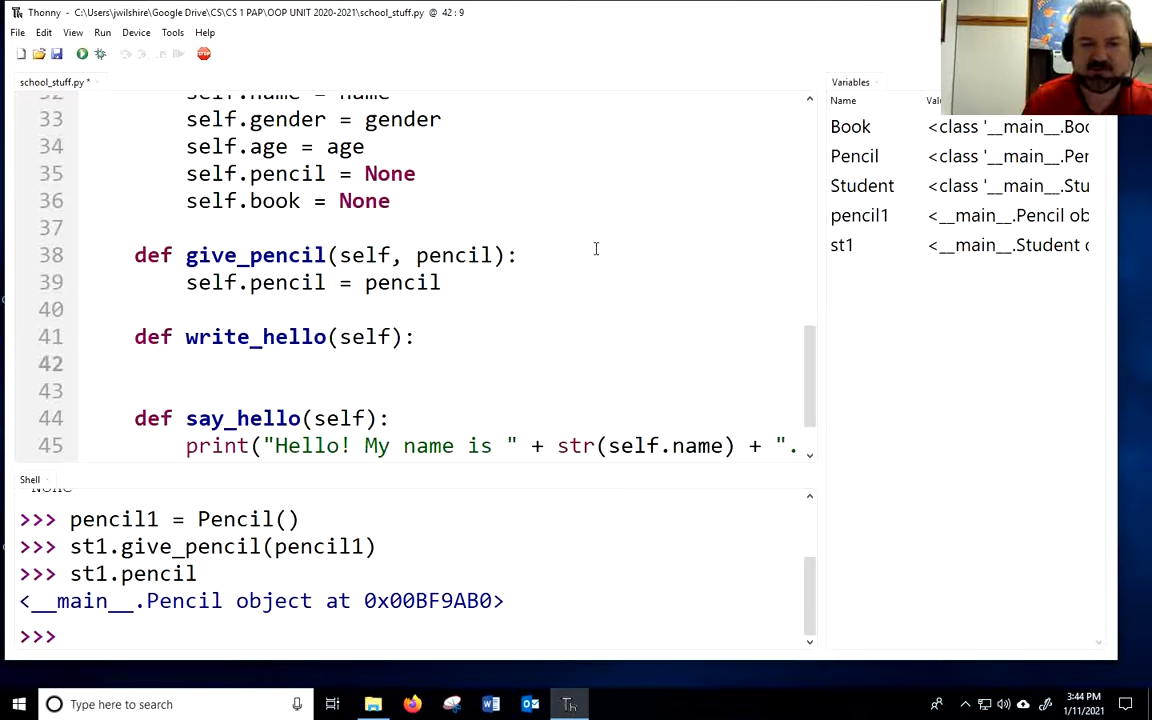 Thonny - C:\Users\jwilshire\Google Drive\CS\CS 1 PAP\OOP UNIT 2020-2021\school_stuff.py @ 42 : 9
File Edit View Run Device Tools Help
school_stuff.py *
32 self.name = name
33 self.gender = gender
34 self.age = age
35 self.pencil = None
36 self.book = None
37
38 def give_pencil(self, pencil):
39 self.pencil = pencil
40
41 def write_hello(self):
42
43
44 def say_hello(self):
45 print("Hello! My name is " + str(self.name) + ".
Variables
Name
Book <class '__main__.Boo
Pencil <class '__main__.Per
Student <class '__main__.Stu
pencil1 <__main__.Pencil ob
st1 <__main__.Student o
Shell
None
>>> pencil1 = Pencil()
>>> st1.give_pencil(pencil1)
>>> st1.pencil
<__main__.Pencil object at 0x00BF9AB0>
>>>
Type here to search
Th
3:44 PM
1/11/2021